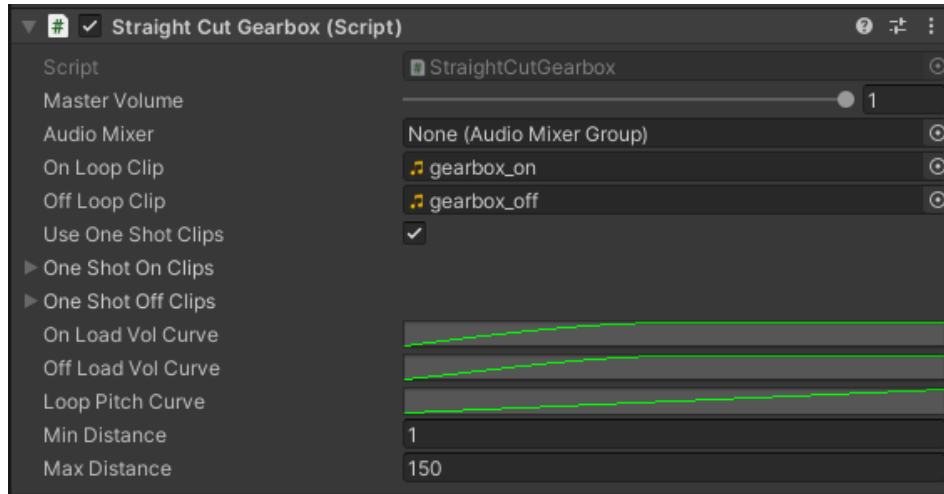 Straight Cut Gearbox (Script)
Script StraightCutGearbox
Master Volume 1
Audio Mixer None (Audio Mixer Group)
On Loop Clip gearbox_on
Off Loop Clip gearbox_off
Use One Shot Clips
One Shot On Clips
One Shot Off Clips
On Load Vol Curve
Off Load Vol Curve
Loop Pitch Curve
Min Distance 1
Max Distance 150